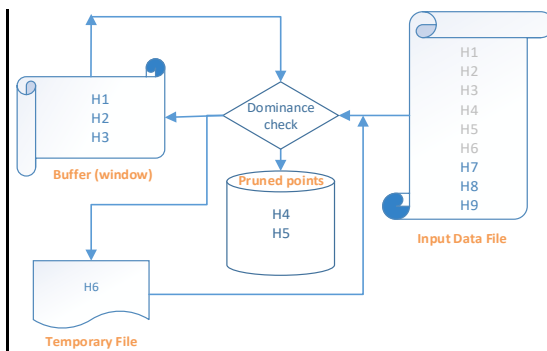 H1
H2
H3
Buffer (window)
Dominance
check
Pruned points
H4
H5
H1
H2
H3
H4
H5
H6
H7
H8
H9
Input Data File
H6
Temporary File